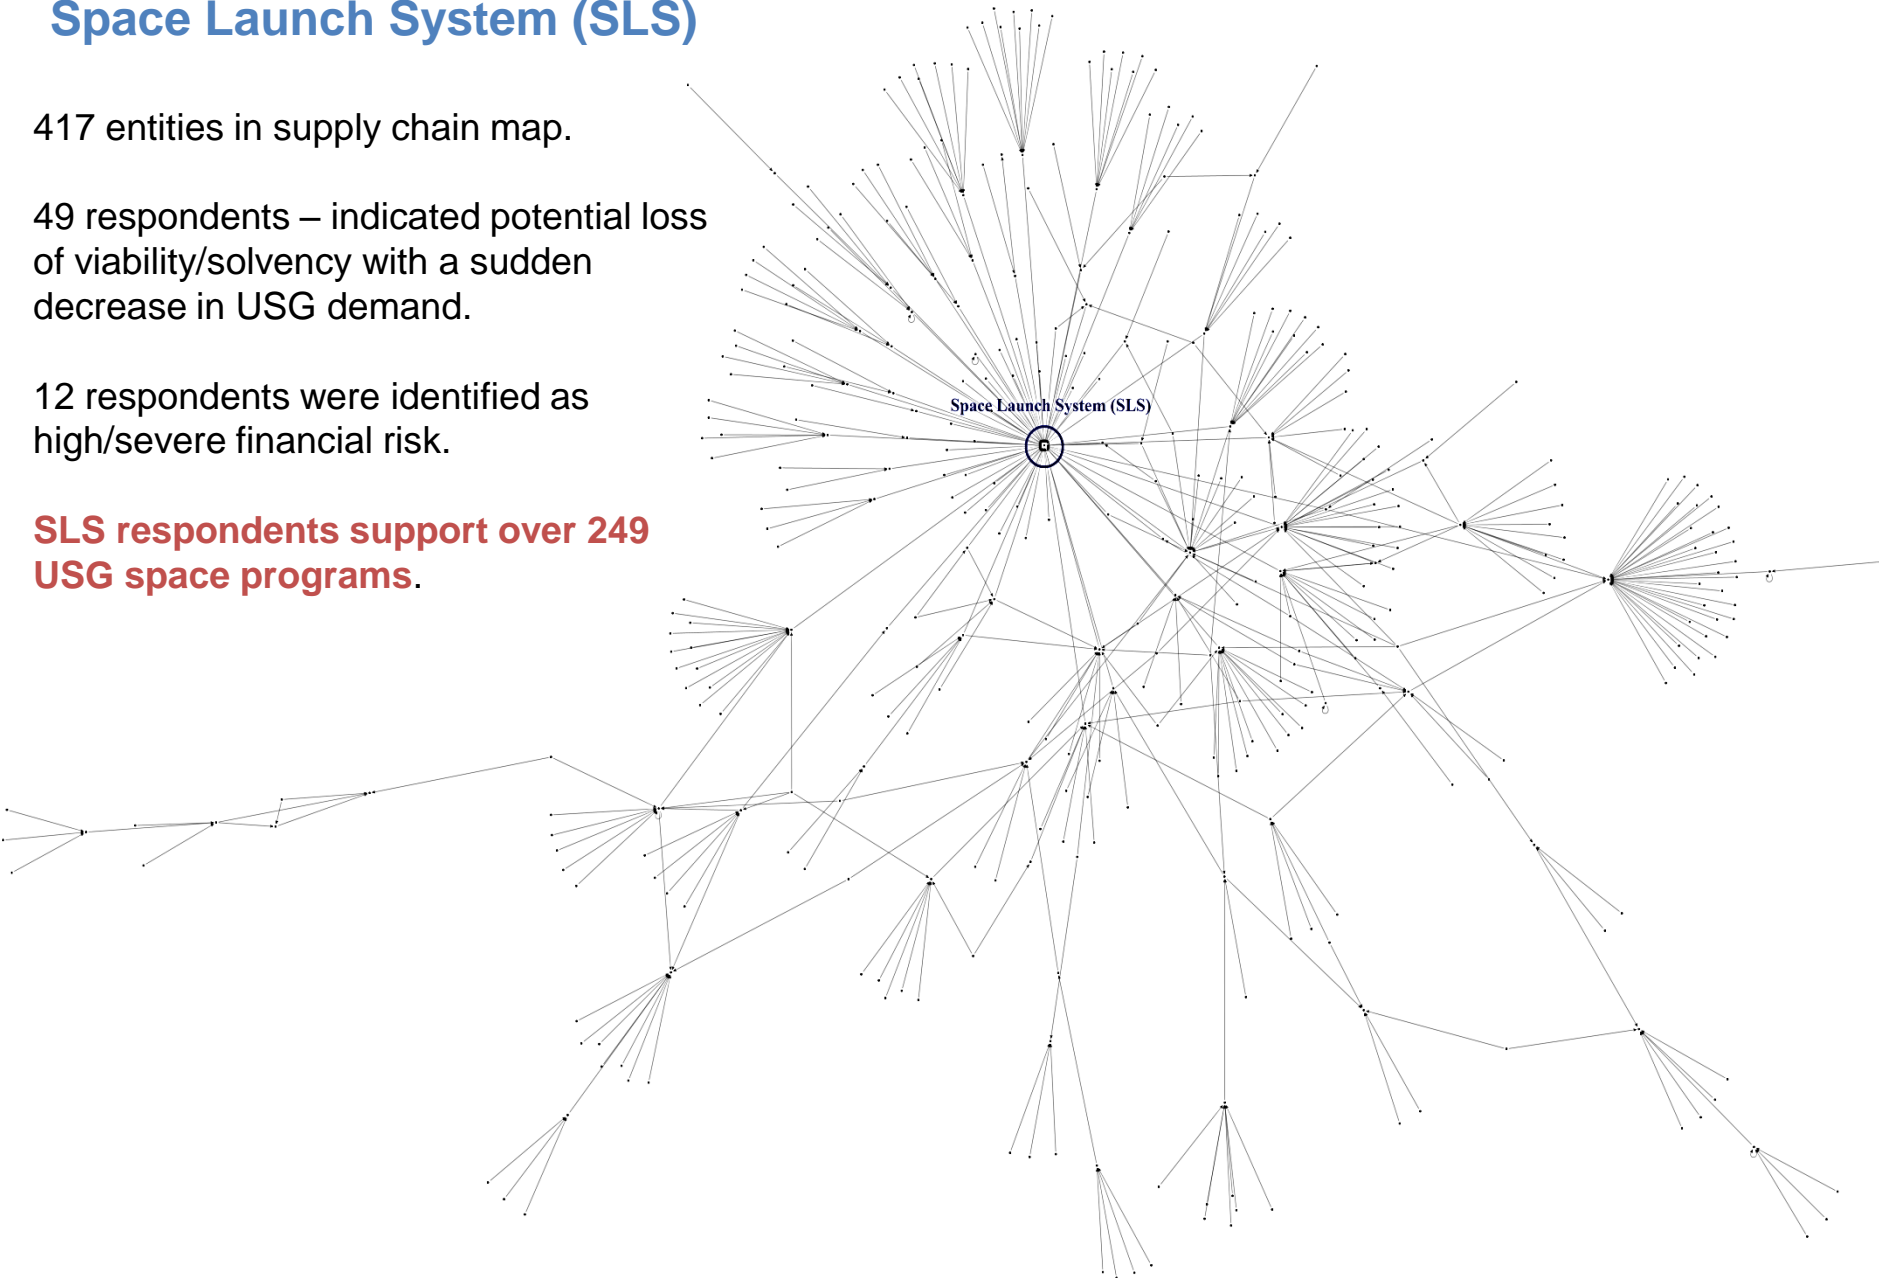 Space Launch System (SLS)
417 entities in supply chain map.
49 respondents – indicated potential loss
of viability/solvency with a sudden
decrease in USG demand.
12 respondents were identified as
high/severe financial risk.
SLS respondents support over 249
USG space programs.
Space Launch System (SLS)